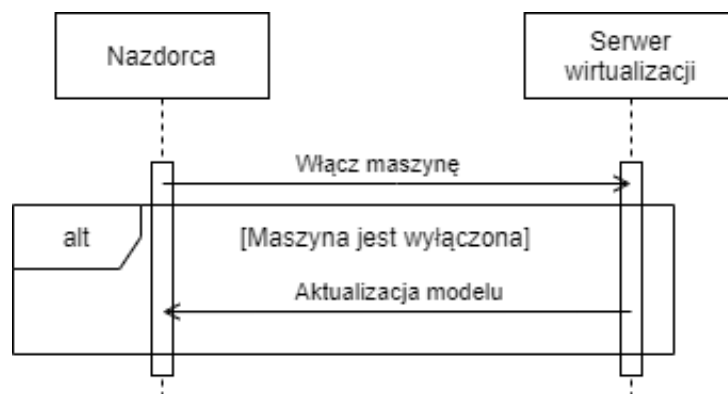 Nazdorca
Serwer
wirtualizacji
Włącz maszynę
alt
[Maszyna jest wyłączona]
Aktualizacja modelu